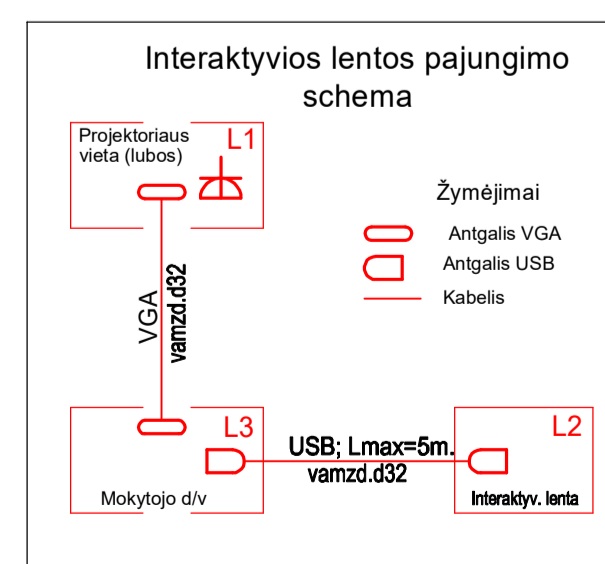 Interaktyvios lentos pajungimo
schema
Projektoriaus
vieta (lubos)
L1
Žymėjimai
Antgalis VGA
Antgalis USB
Kabelis
VGA
vamzd.d32
L3
Mokytojo d/v
USB; Lmax=5m.
vamzd.d32
L2
Interaktyv. lenta